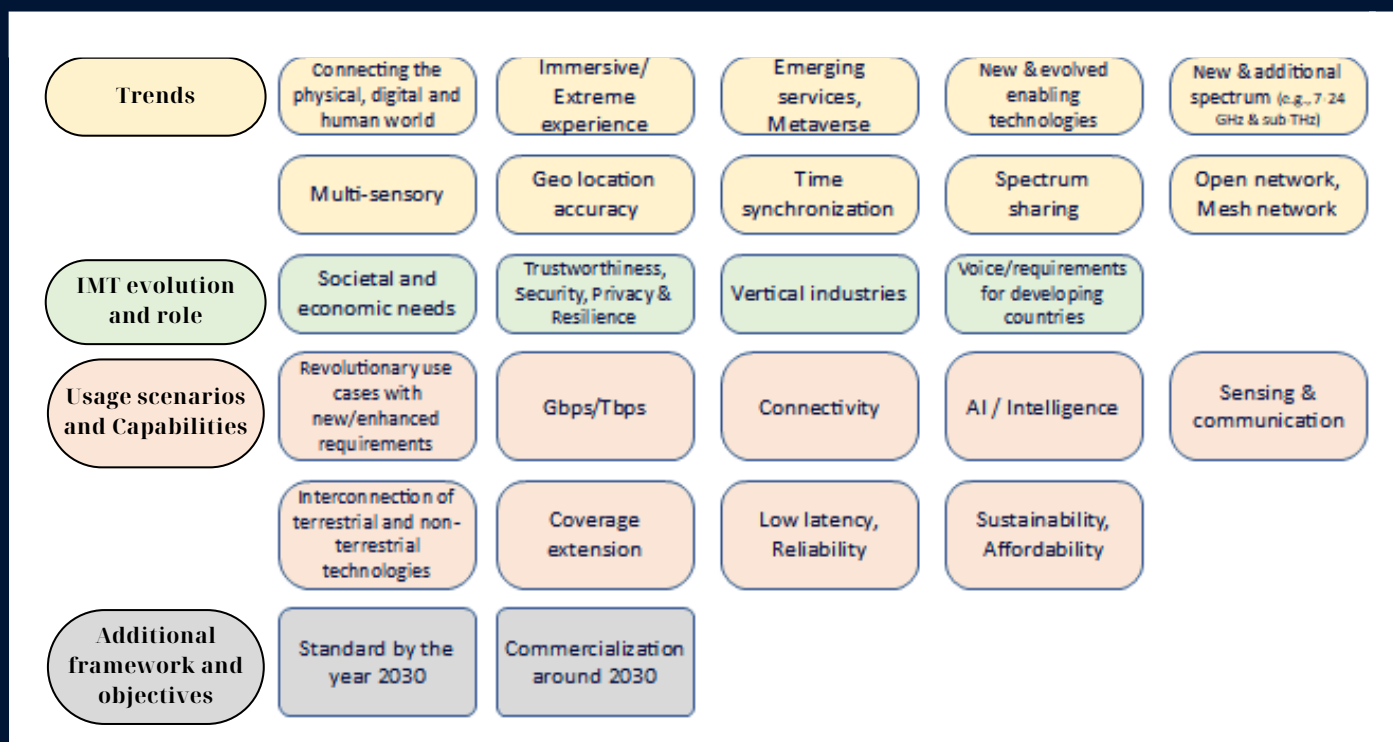 Trends
Connecting the
physical, digital and
human world
Immersive/
Extreme
experience
Emerging
services,
Metaverse
New & evolved
enabling
technologies
New & additional
spectrum (e.g., 7-24
GHz & sub-THz)
Multi-sensory
Geo location
accuracy
Time
synchronization
Spectrum
sharing
Open network,
Mesh network
IMT evolution
and role
Societal and
economic needs
Trustworthiness,
Security, Privacy &
Resilience
Vertical industries
Voice/requirements
for developing
countries
Usage scenarios
and Capabilities
Revolutionary use
cases with
new/enhanced
requirements
Gbps/Tbps
Connectivity
AI / Intelligence
Sensing &
communication
Interconnection of
terrestrial and non-
terrestrial
technologies
Coverage
extension
Low latency,
Reliability
Sustainability,
Affordability
Additional
framework and
objectives
Standard by the
year 2030
Commercialization
around 2030